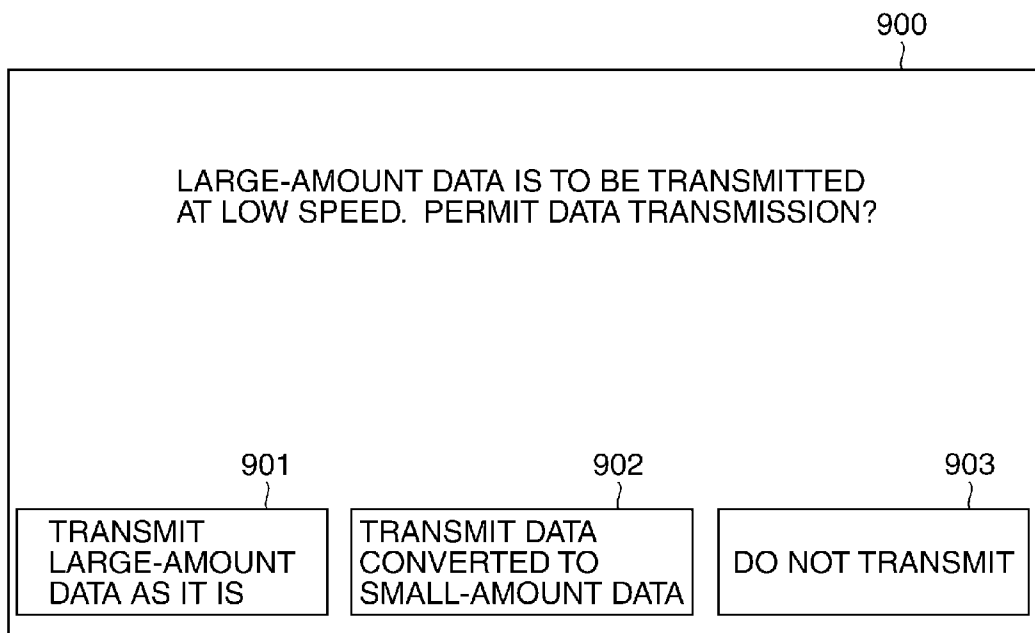 900
LARGE-AMOUNT DATA IS TO BE TRANSMITTED
AT LOW SPEED. PERMIT DATA TRANSMISSION?
901
TRANSMIT
LARGE-AMOUNT
DATA AS IT IS
902
TRANSMIT DATA
CONVERTED TO
SMALL-AMOUNT DATA
903
DO NOT TRANSMIT